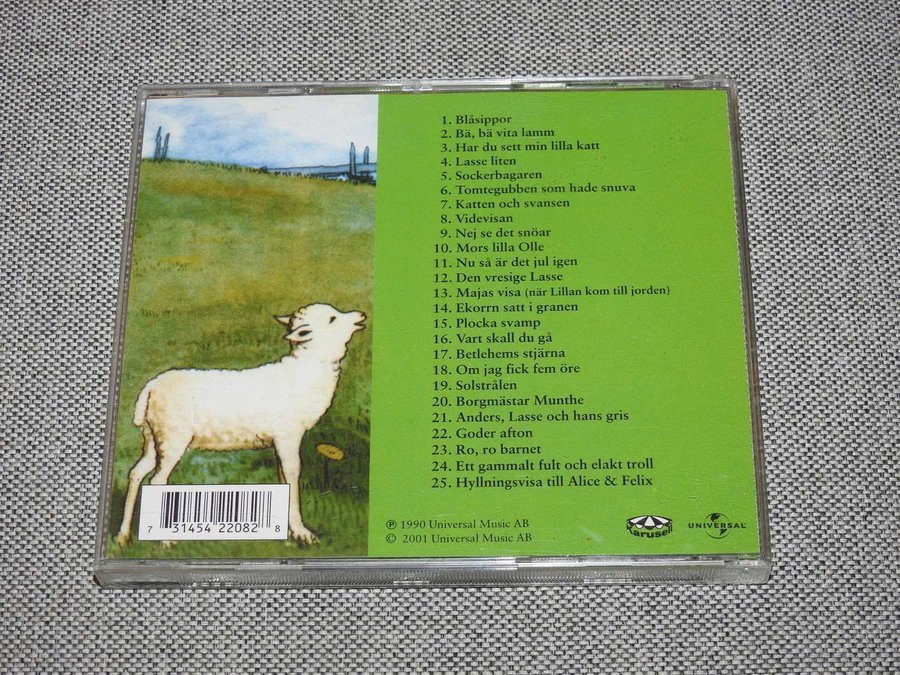 1. Blåsippor
2. Bä, bä vita lamm
3. Har du sett min lilla katt
4. Lasse liten
5. Sockerbagaren
6. Tomtegubben som hade snuva
7. Katten och svansen
8. Videvisan
9. Nej se det snöar
10. Mors lilla Olle
11. Nu så är det jul igen
12. Den vresige Lasse
13. Majas visa (när Lillan kom till jorden)
14. Ekorrn satt i granen
15. Plocka svamp
16. Vart skall du gå
17. Betlehems stjärna
18. Om jag fick fem öre
19. Solstrålen
20. Borgmästar Munthe
21. Anders, Lasse och hans gris
22. Goder afton
23. Ro, ro barnet
24. Ett gammalt fult och elakt troll
25. Hyllningsvisa till Alice & Felix
7 31454 22082 8
℗ 1990 Universal Music AB
© 2001 Universal Music AB
Karusell
UNIVERSAL